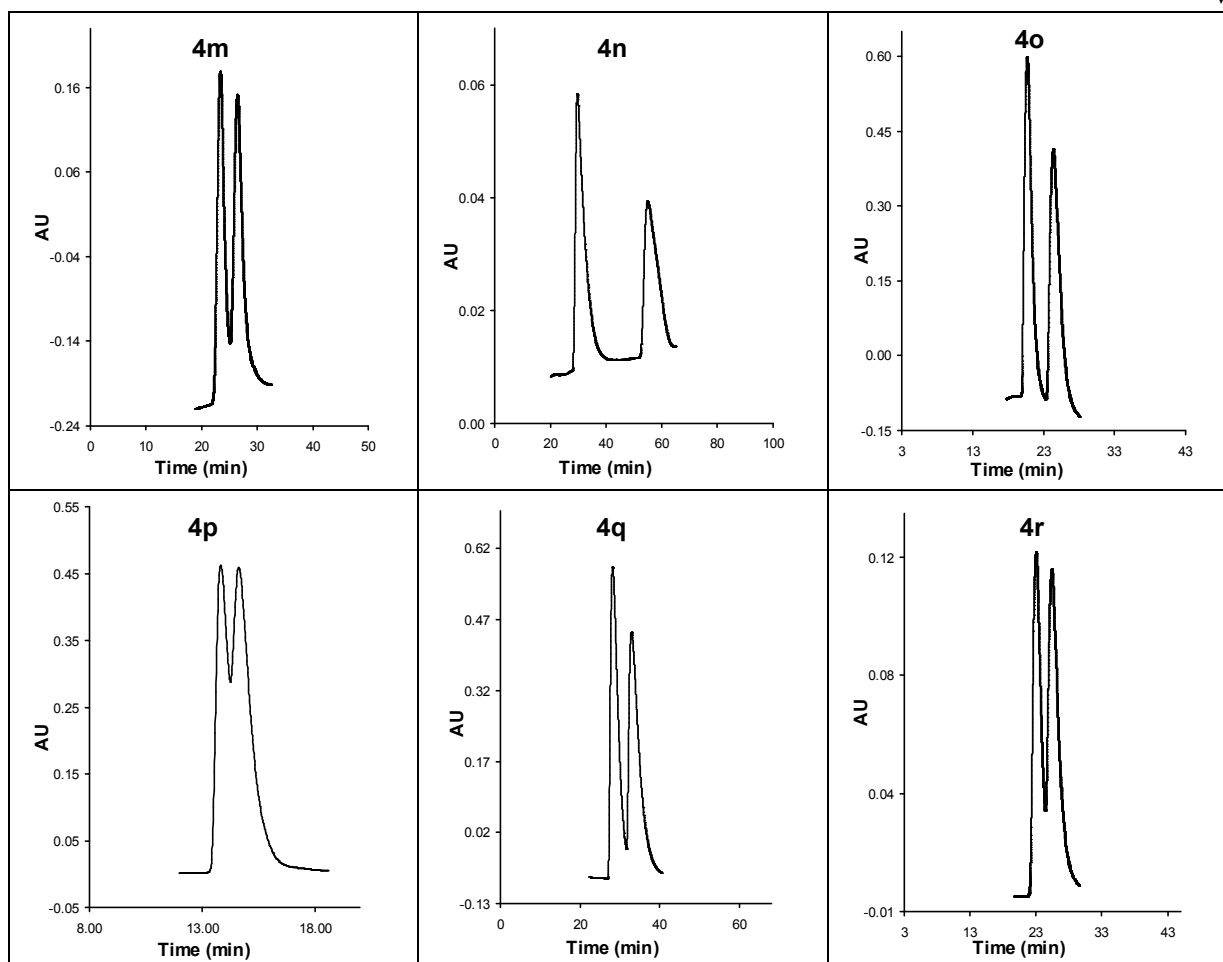 4m
0.16
0.06
-0.04
-0.14
-0.24
AU
0 10 20 30 40 50
Time (min)
4n
0.06
0.04
0.02
0.00
AU
0 20 40 60 80 100
Time (min)
4o
0.60
0.45
0.30
0.15
0.00
-0.15
AU
3 13 23 33 43
Time (min)
4p
0.55
0.45
0.35
0.25
0.15
0.05
-0.05
AU
8.00 13.00 18.00
Time (min)
4q
0.62
0.47
0.32
0.17
0.02
-0.13
AU
0 20 40 60
Time (min)
4r
0.12
0.08
0.04
-0.01
AU
3 13 23 33 43
Time (min)